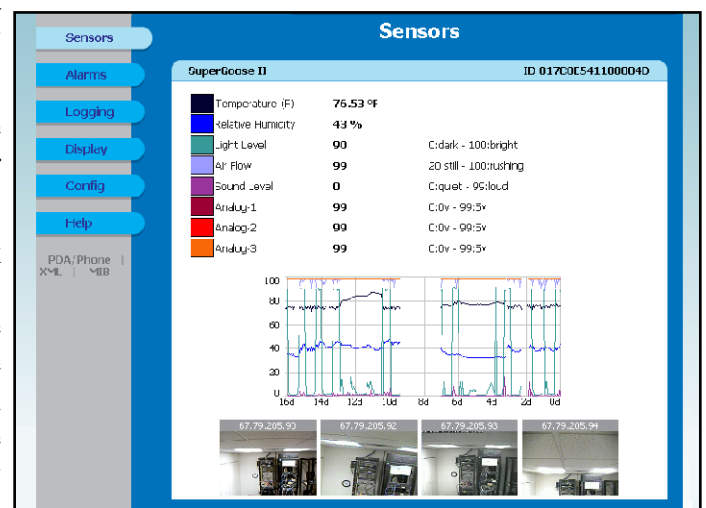 Sensors
Sensors
Alarms
Logging
Display
Config
Help
PDA/Phone |
XML | MIB
SuperGoose II ID 017C0E541100004D
Temperature (F) 76.53 ºF
Relative Humidity 43 %
Light Level 90 0:dark - 100:bright
Air Flow 99 20 still - 100:rushing
Sound Level 0 0:quiet - 99:loud
Analog-1 99 0:0v - 99:5v
Analog-2 99 0:0v - 99:5v
Analog-3 99 0:0v - 99:5v
100
80
60
40
20
0
16d 14d 12d 10d 8d 6d 4d 2d 0d
67.79.205.90 67.79.205.92 67.79.205.93 67.79.205.94